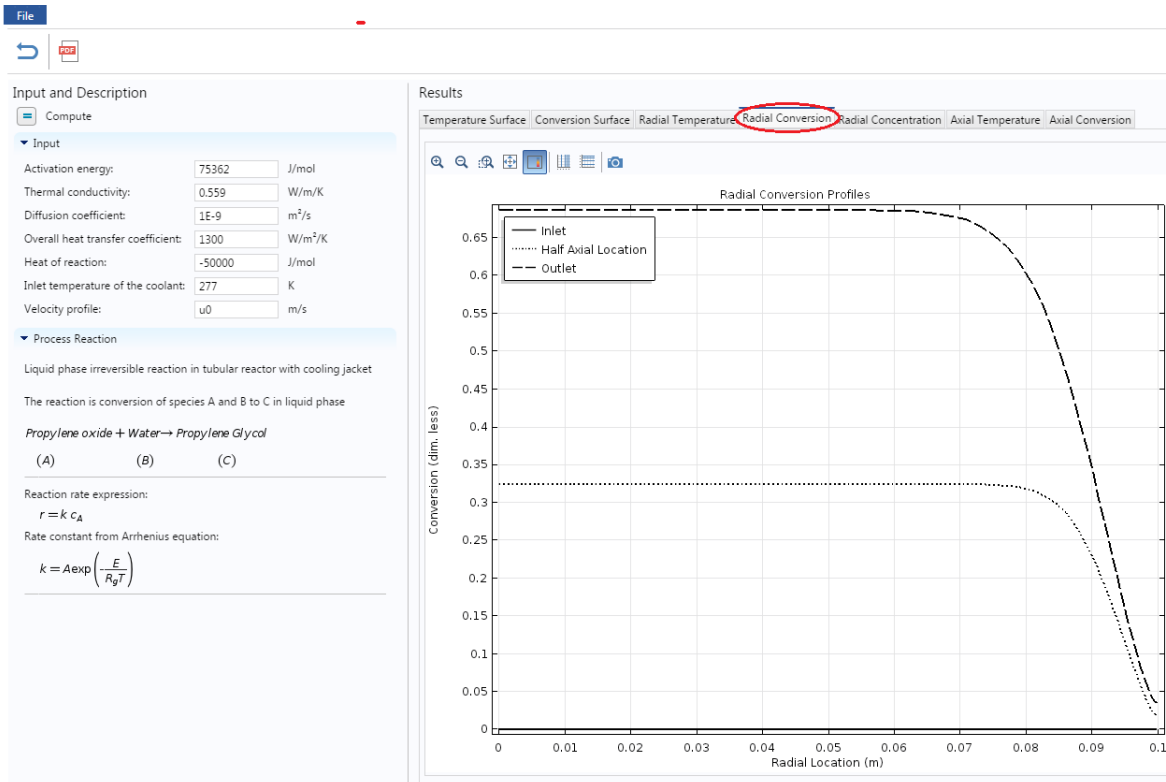 File
PDF
Input and Description
= Compute
Input
Activation energy: 75362 J/mol
Thermal conductivity: 0.559 W/m/K
Diffusion coefficient: 1E-9 m²/s
Overall heat transfer coefficient: 1300 W/m²/K
Heat of reaction: -50000 J/mol
Inlet temperature of the coolant: 277 K
Velocity profile: u0 m/s
Process Reaction
Liquid phase irreversible reaction in tubular reactor with cooling jacket
The reaction is conversion of species A and B to C in liquid phase
Propylene oxide + Water→ Propylene Glycol
(A) (B) (C)
Reaction rate expression:
r = k c_A
Rate constant from Arrhenius equation:
k = Aexp(-E/(R_gT))
Results
Temperature Surface Conversion Surface Radial Temperature Radial Conversion Radial Concentration Axial Temperature Axial Conversion
Radial Conversion Profiles
Inlet
Half Axial Location
Outlet
Conversion (dim. less)
0.65
0.6
0.55
0.5
0.45
0.4
0.35
0.3
0.25
0.2
0.15
0.1
0.05
0
0 0.01 0.02 0.03 0.04 0.05 0.06 0.07 0.08 0.09 0.1
Radial Location (m)